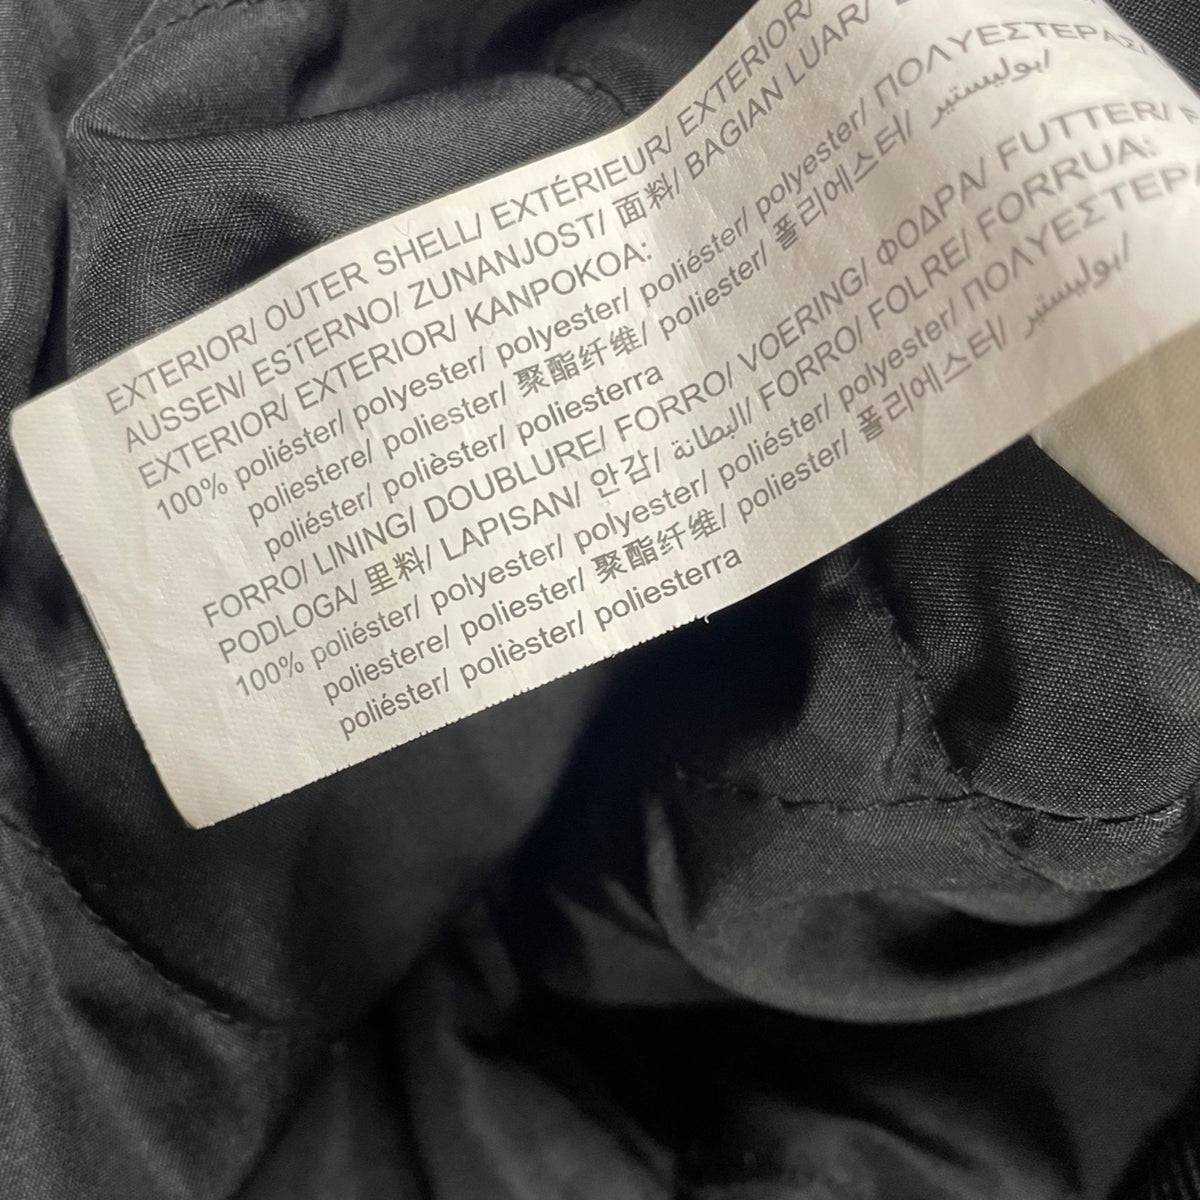 EXTERIOR/ OUTER SHELL/ EXTÉRIEUR/ EXTERIOR/
AUSSEN/ ESTERNO/ ZUNANJOST/ 面料/ BAGIAN LUAR/
EXTERIOR/ EXTERIOR/ KANPOKOA:
100% poliéster/ polyester/ polyester/ poliéster/ polyester/ ΠΟΛΥΕΣΤΕΡΑΣ/
poliestere/ poliester/ 聚酯纤维/ poliester/ 폴리에스터/ بوليستير/
poliéster/ polièster/ poliesterra
FORRO/ LINING/ DOUBLURE/ FORRO/ VOERING/ ΦΟΔΡΑ/ FUTTER/
PODLOGA/ 里料/ LAPISAN/ 안감/ البطانة/ FORRO/ FOLRE/ FORRUA:
100% poliéster/ polyester/ polyester/ poliéster/ polyester/
poliestere/ poliester/ 聚酯纤维/ poliester/ 폴리에스터/ بوليستير/
poliéster/ polièster/ poliesterra